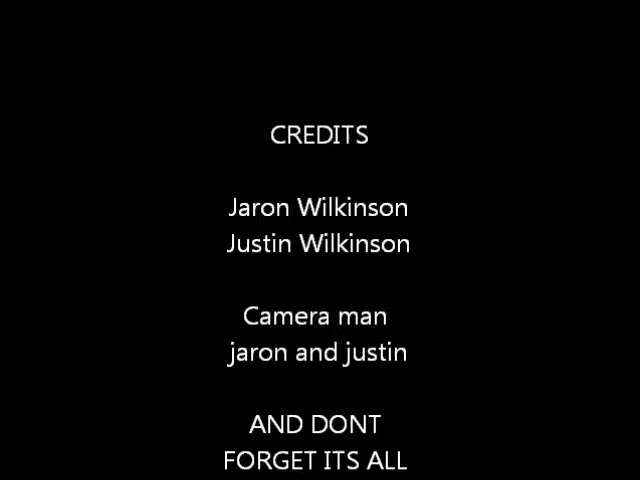 CREDITS
Jaron Wilkinson
Justin Wilkinson
Camera man
jaron and justin
AND DONT
FORGET ITS ALL